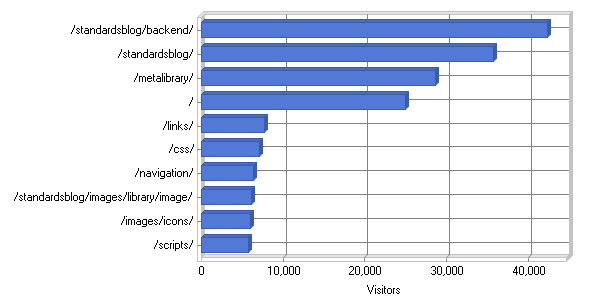 /standardsblog/backend/
/standardsblog/
/metalibrary/
/
/links/
/css/
/navigation/
/standardsblog/images/library/image/
/images/icons/
/scripts/
0 10,000 20,000 30,000 40,000
Visitors